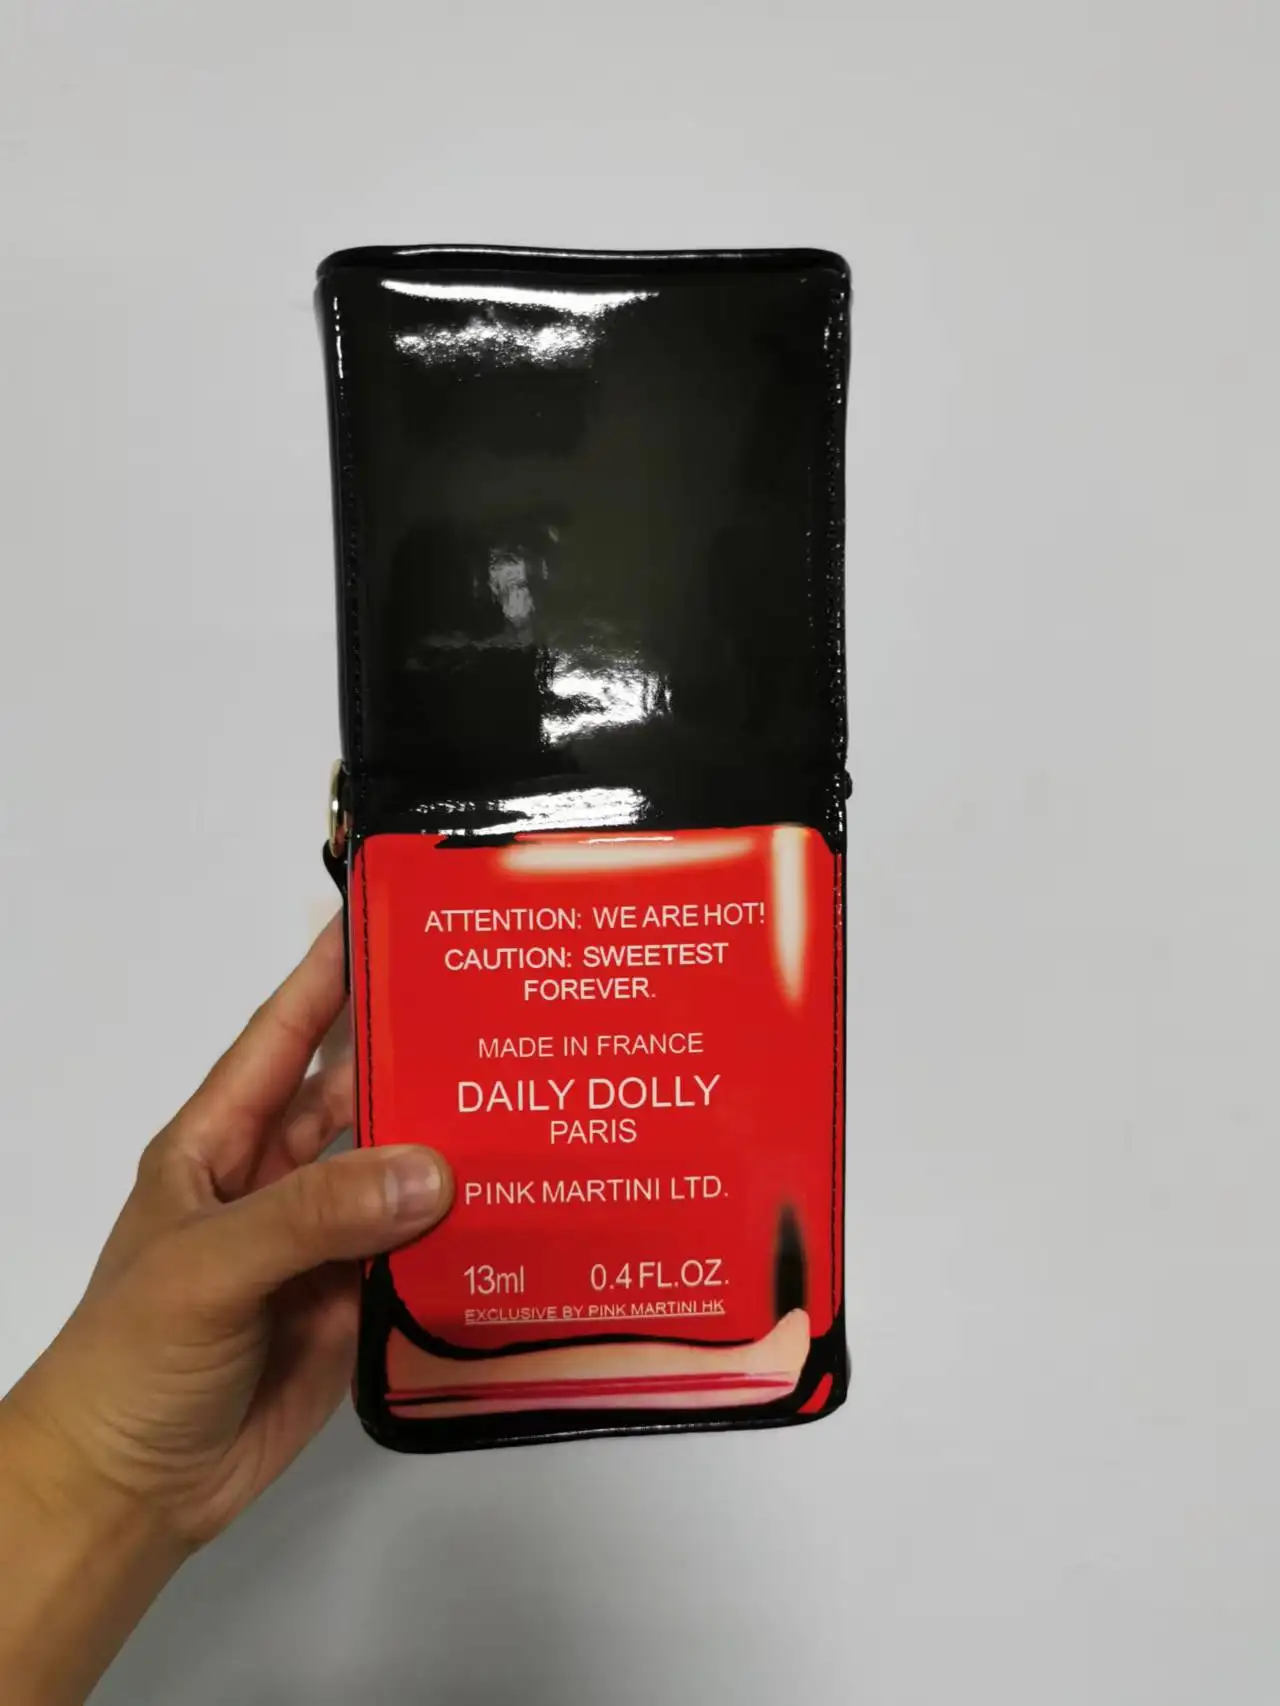 ATTENTION: WE ARE HOT!
CAUTION: SWEETEST
FOREVER.
MADE IN FRANCE
DAILY DOLLY
PARIS
PINK MARTINI LTD.
13ml 0.4 FL.OZ.
EXCLUSIVE BY PINK MARTINI HK